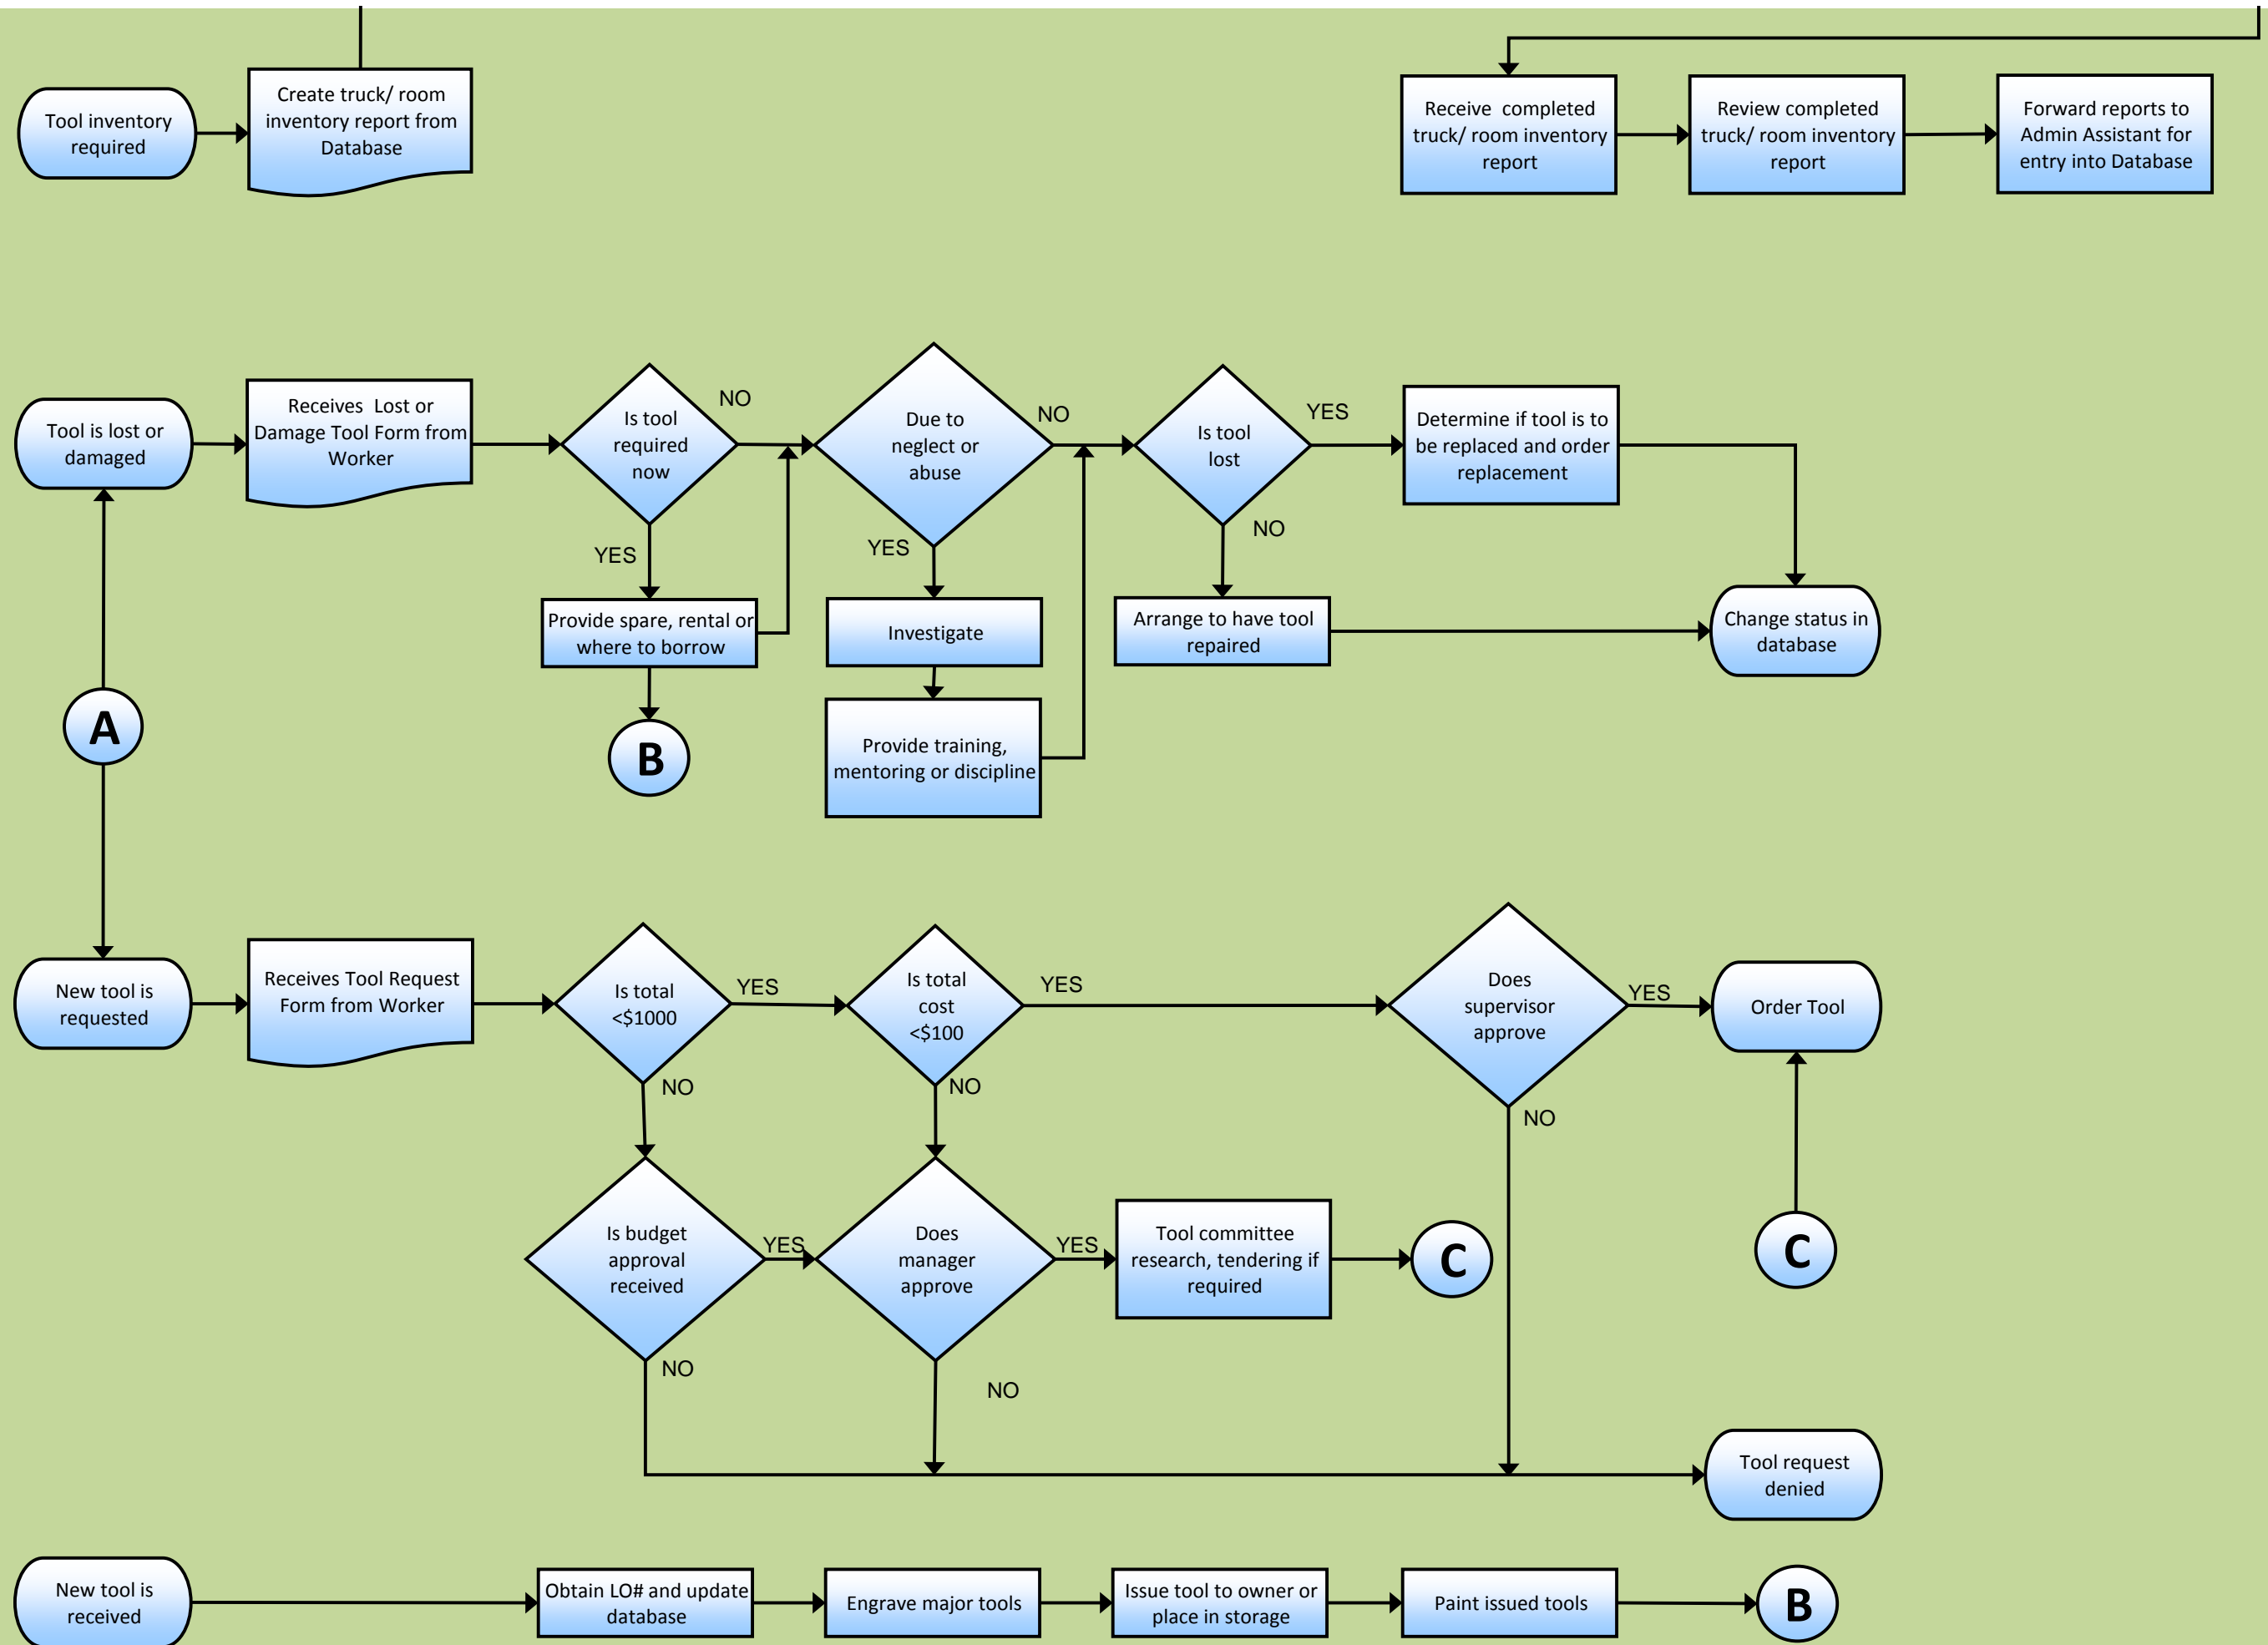 Tool inventory
required
Create truck/ room
inventory report from
Database
Receive completed
truck/ room inventory
report
Review completed
truck/ room inventory
report
Forward reports to
Admin Assistant for
entry into Database
Tool is lost or
damaged
Receives Lost or
Damage Tool Form from
Worker
Is tool
required
now
NO
YES
Provide spare, rental or
where to borrow
B
Due to
neglect or
abuse
NO
YES
Investigate
Provide training,
mentoring or discipline
Is tool
lost
YES
NO
Determine if tool is to
be replaced and order
replacement
Arrange to have tool
repaired
Change status in
database
A
New tool is
requested
Receives Tool Request
Form from Worker
Is total
<$1000
YES
NO
Is total
cost
<$100
YES
NO
Does
supervisor
approve
YES
NO
Order Tool
Is budget
approval
received
YES
NO
Does
manager
approve
YES
NO
Tool committee
research, tendering if
required
C
C
Tool request
denied
New tool is
received
Obtain LO# and update
database
Engrave major tools
Issue tool to owner or
place in storage
Paint issued tools
B